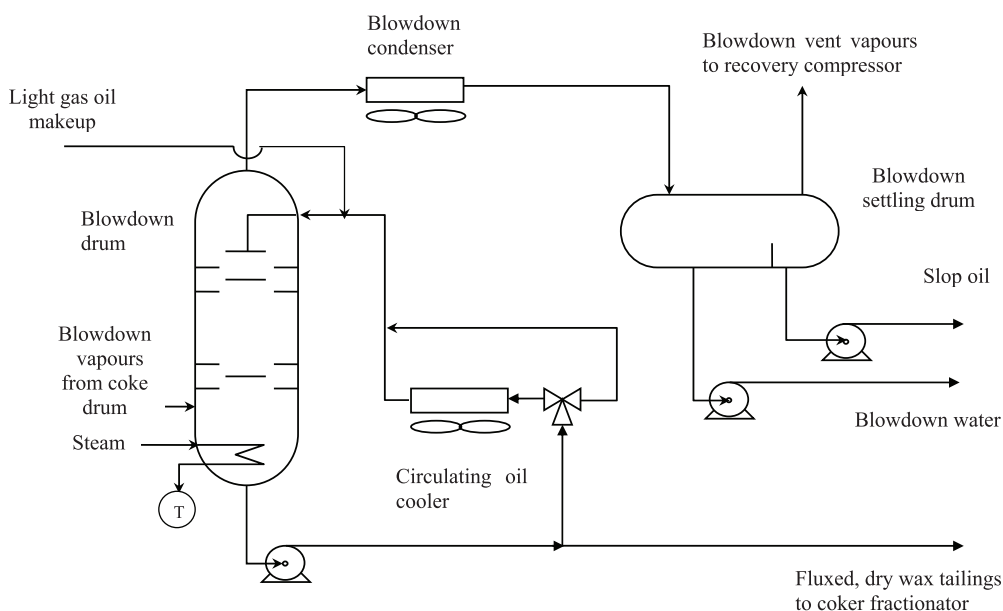 Blowdown
condenser
Blowdown vent vapours
to recovery compressor
Light gas oil
makeup
Blowdown
settling drum
Blowdown
drum
Slop oil
Blowdown
vapours
from coke
drum
Blowdown water
Steam
Circulating oil
cooler
T
Fluxed, dry wax tailings
to coker fractionator